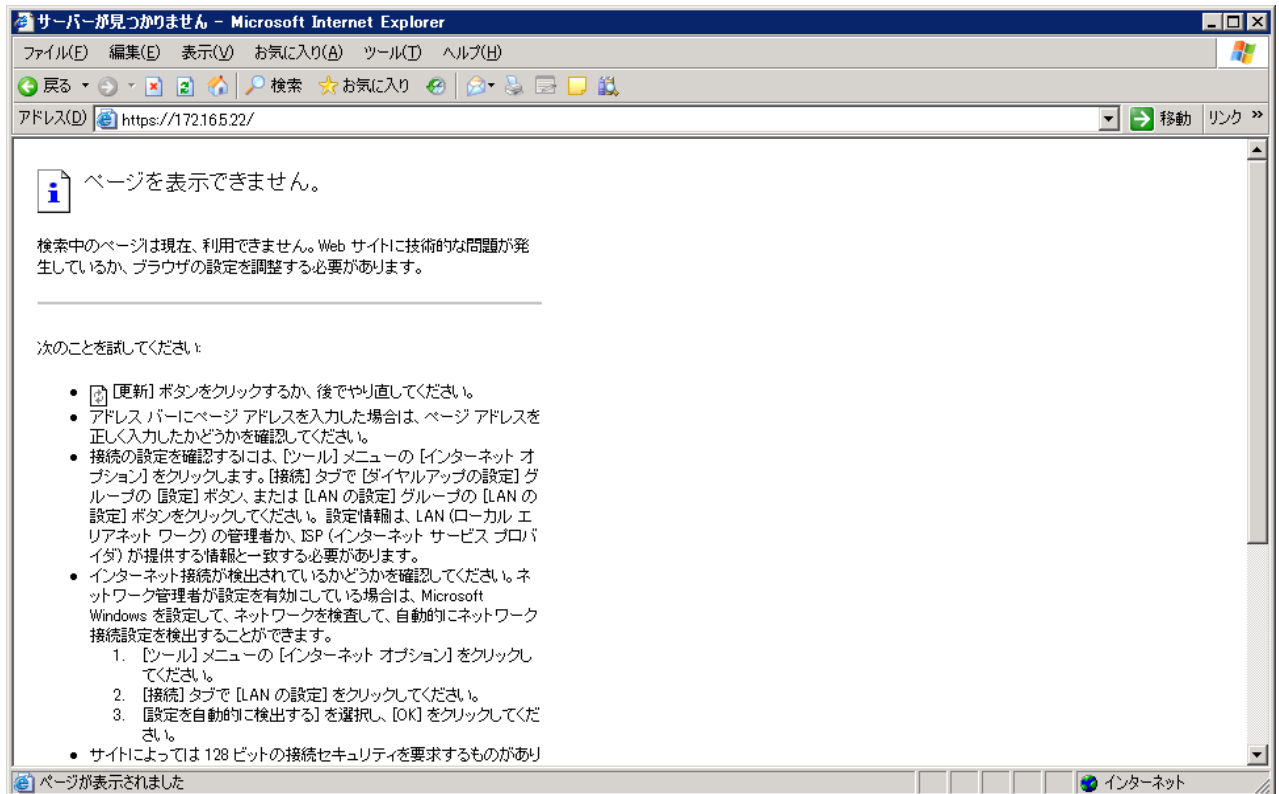 サーバーが見つかりません - Microsoft Internet Explorer
ファイル(F) 編集(E) 表示(V) お気に入り(A) ツール(T) ヘルプ(H)
戻る 検索 お気に入り
アドレス(D) https://172.16.5.22/ 移動 リンク »
ページを表示できません。
検索中のページは現在、利用できません。Web サイトに技術的な問題が発
生しているか、ブラウザの設定を調整する必要があります。
次のことを試してください:
• [更新] ボタンをクリックするか、後でやり直してください。
• アドレス バーにページ アドレスを入力した場合は、ページ アドレスを
正しく入力したかどうかを確認してください。
• 接続の設定を確認するには、[ツール] メニューの [インターネット オ
プション] をクリックします。[接続] タブで [ダイヤルアップの設定] グ
ループの [設定] ボタン、または [LAN の設定] グループの [LAN の
設定] ボタンをクリックしてください。 設定情報は、LAN (ローカル エ
リアネット ワーク) の管理者か、ISP (インターネット サービス プロバ
イダ) が提供する情報と一致する必要があります。
• インターネット接続が検出されているかどうかを確認してください。ネ
ットワーク管理者が設定を有効にしている場合は、Microsoft
Windows を設定して、ネットワークを検査して、自動的にネットワーク
接続設定を検出することができます。
1. [ツール] メニューの [インターネット オプション] をクリックし
てください。
2. [接続] タブで [LAN の設定] をクリックしてください。
3. [設定を自動的に検出する] を選択し、[OK] をクリックしてくだ
さい。
• サイトによっては 128 ビットの接続セキュリティを要求するものがあり
ページが表示されました インターネット